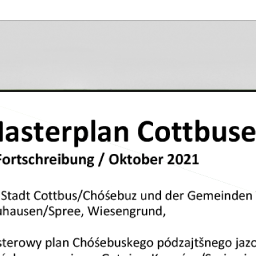 Masterplan Cottbuse
Fortschreibung / Oktober 2021
Stadt Cottbus/Chóśebuz und der Gemeinden
uhausen/Spree, Wiesengrund,
sterowy plan Chóśebuskego pódzajtšnego jazo